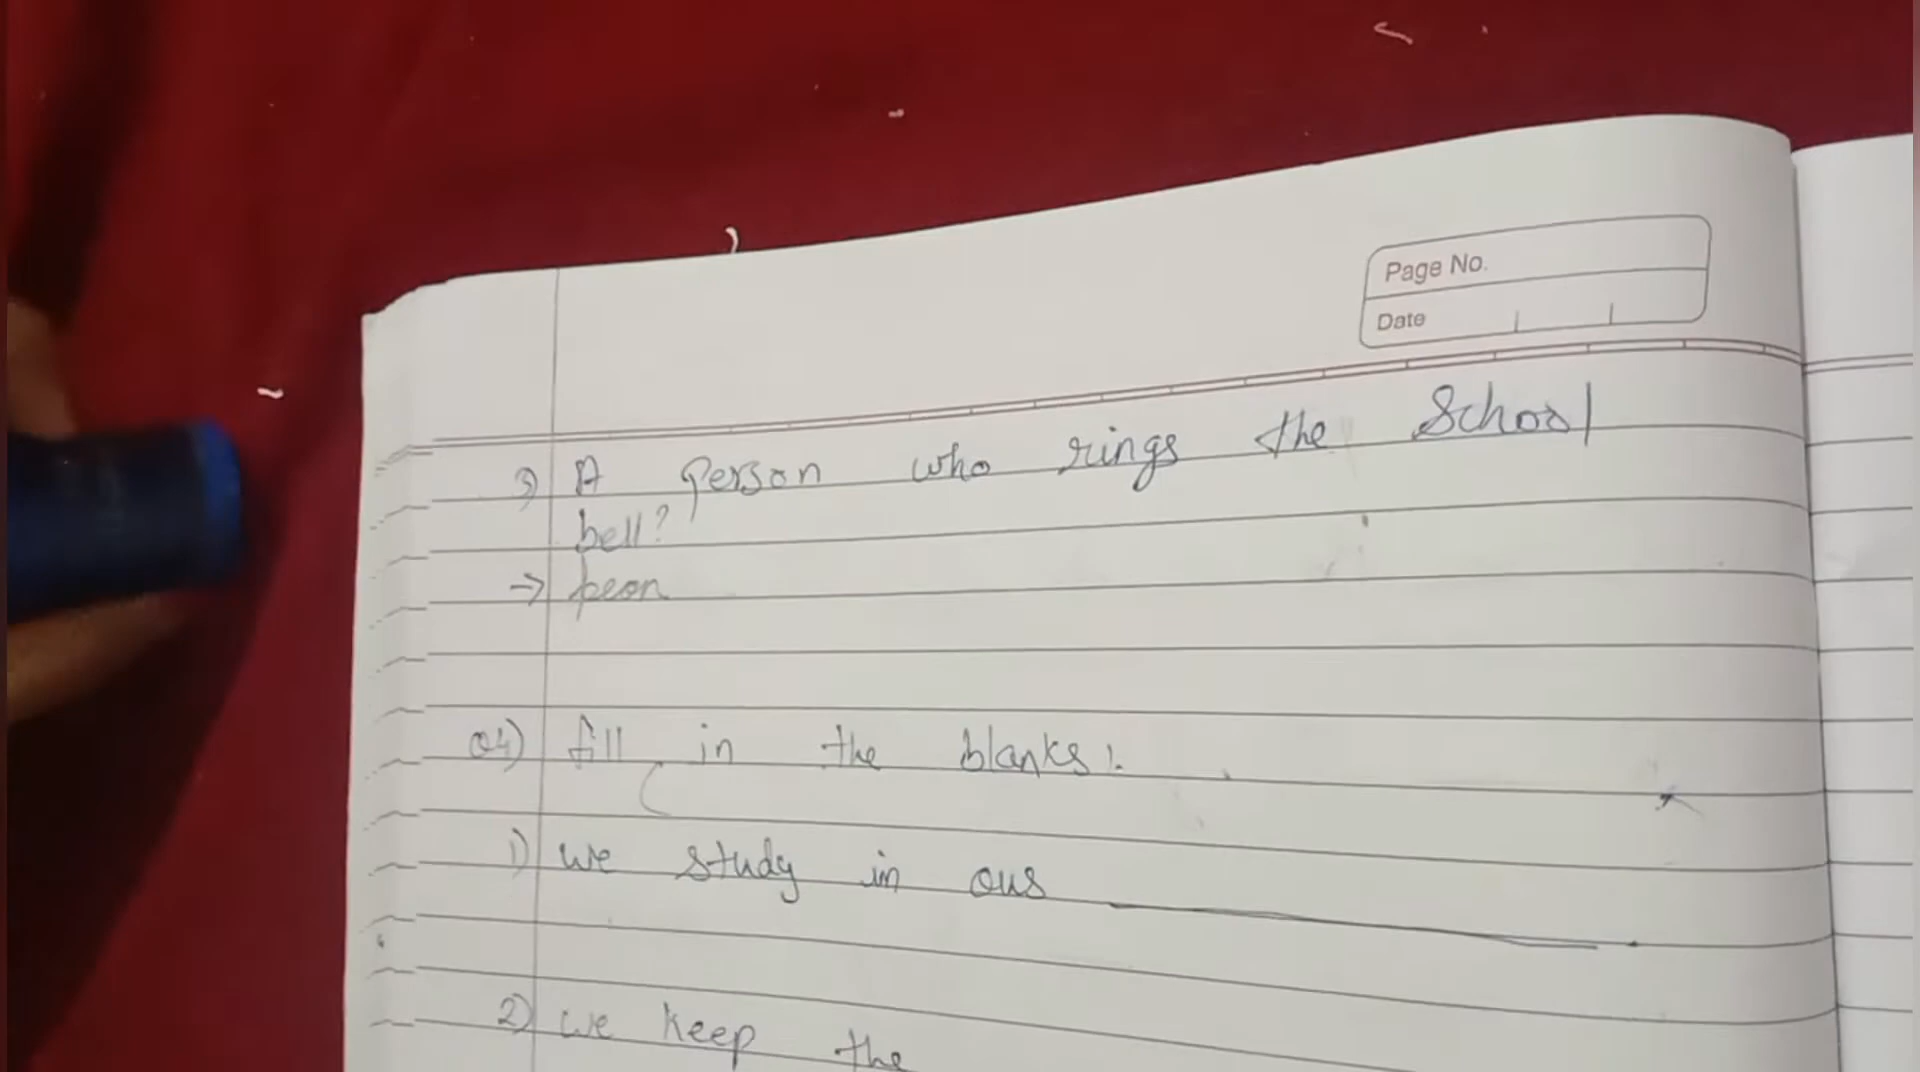 Page No.
Date
3) A person who rings the School
bell?
→ peon
Q4) fill in the blanks:
1) we study in our ________.
2) we keep the